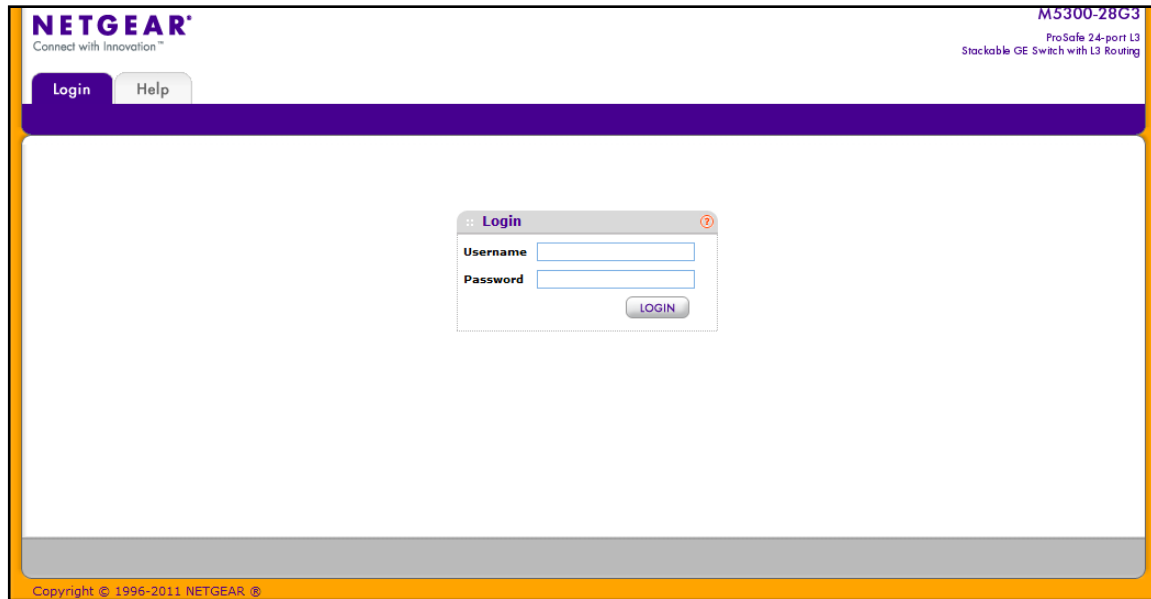 NETGEAR®
Connect with Innovation™
M5300-28G3
ProSafe 24-port L3
Stackable GE Switch with L3 Routing
Login
Help
Login
?
Username
Password
LOGIN
Copyright © 1996-2011 NETGEAR ®